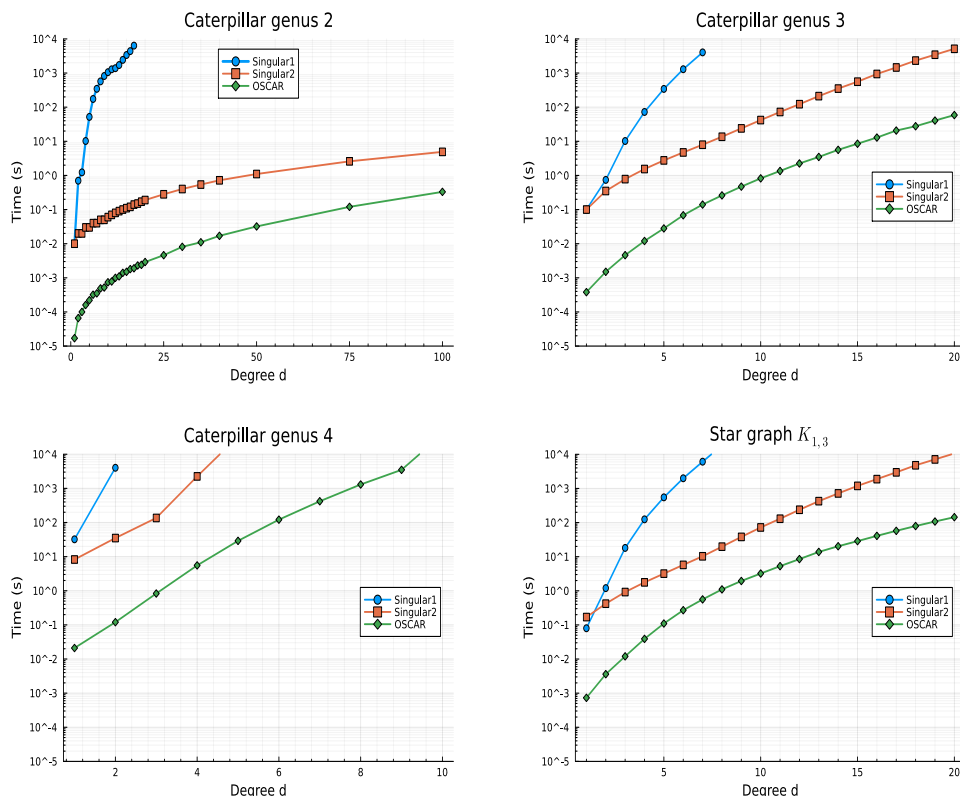 Caterpillar genus 2
10^4
10^3
10^2
10^1
10^0
10^-1
10^-2
10^-3
10^-4
10^-5
Time (s)
Singular1
Singular2
OSCAR
0
25
50
75
100
Degree d
Caterpillar genus 3
10^4
10^3
10^2
10^1
10^0
10^-1
10^-2
10^-3
10^-4
10^-5
Time (s)
Singular1
Singular2
OSCAR
5
10
15
20
Degree d
Caterpillar genus 4
10^4
10^3
10^2
10^1
10^0
10^-1
10^-2
10^-3
10^-4
10^-5
Time (s)
Singular1
Singular2
OSCAR
2
4
6
8
10
Degree d
Star graph K_{1,3}
10^4
10^3
10^2
10^1
10^0
10^-1
10^-2
10^-3
10^-4
10^-5
Time (s)
Singular1
Singular2
OSCAR
5
10
15
20
Degree d